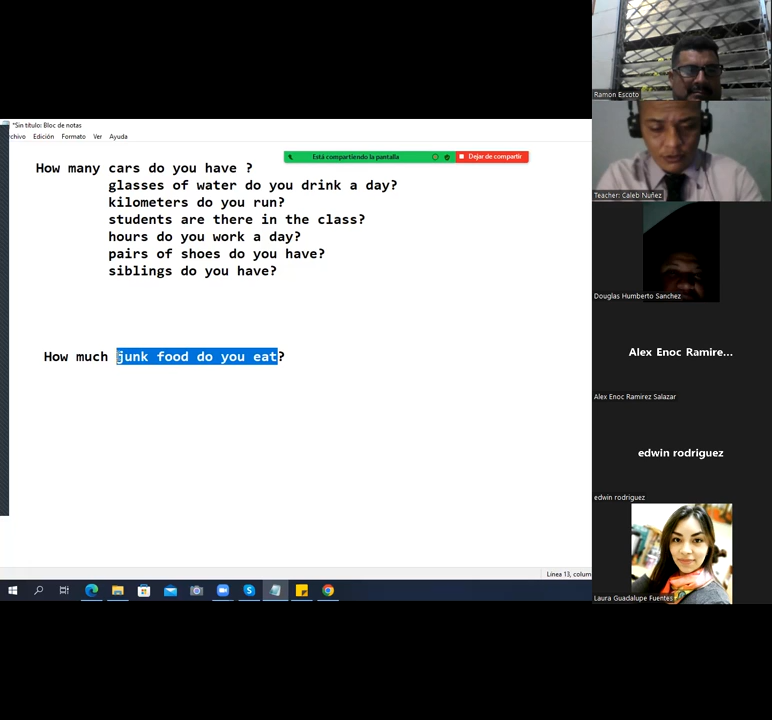 *Sin título: Bloc de notas
chivo Edición Formato Ver Ayuda
Está compartiendo la pantalla Dejar de compartir
How many cars do you have ?
glasses of water do you drink a day?
kilometers do you run?
students are there in the class?
hours do you work a day?
pairs of shoes do you have?
siblings do you have?
How much junk food do you eat?
Línea 13, colum
Ramon Escoto
Teacher: Caleb Nuñez
Douglas Humberto Sanchez
Alex Enoc Ramire...
Alex Enoc Ramirez Salazar
edwin rodriguez
edwin rodriguez
Laura Guadalupe Fuentes